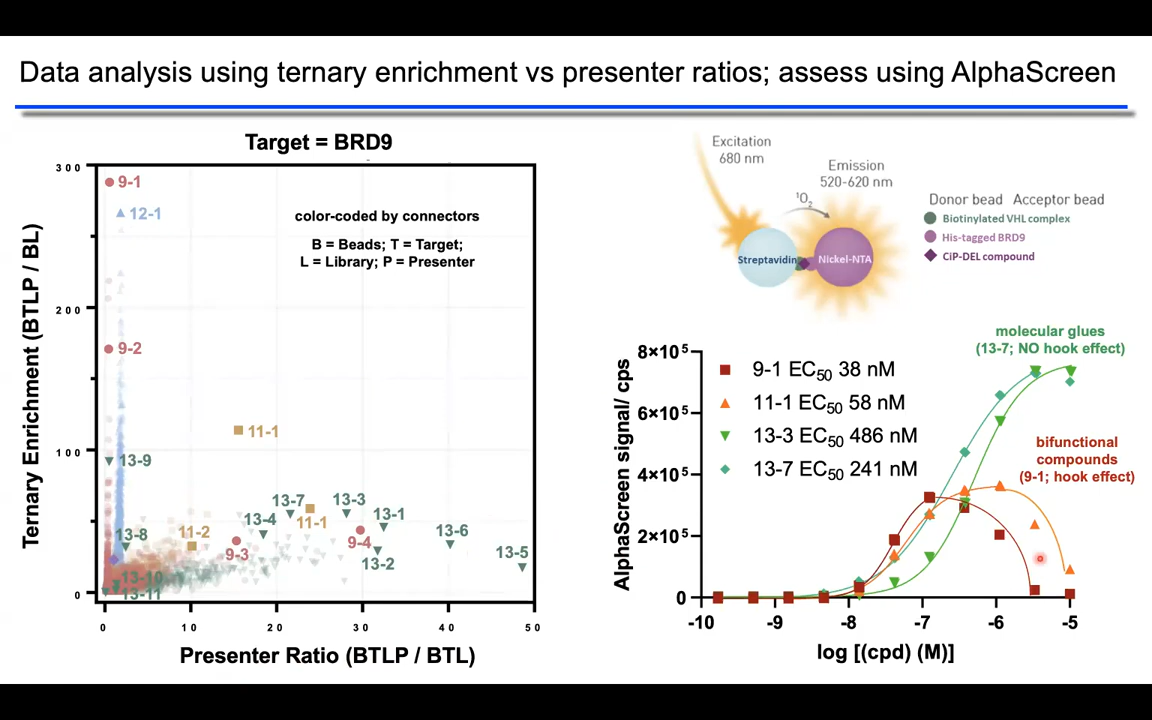 Data analysis using ternary enrichment vs presenter ratios; assess using AlphaScreen
Target = BRD9
Ternary Enrichment (BTLP / BL)
300
200
100
0
9-1
12-1
color-coded by connectors
B = Beads; T = Target;
L = Library; P = Presenter
9-2
11-1
13-9
13-7
13-3
11-1
13-1
13-4
13-6
13-8
11-2
9-3
9-4
13-2
13-5
13-10
13-11
0
10
20
30
40
50
Presenter Ratio (BTLP / BTL)
Excitation
680 nm
Emission
520-620 nm
¹O₂
Streptavidin
Nickel-NTA
Donor bead Acceptor bead
Biotinylated VHL complex
His-tagged BRD9
CiP-DEL compound
molecular glues
(13-7; NO hook effect)
AlphaScreen signal/ cps
8×10⁵
6×10⁵
4×10⁵
2×10⁵
0
9-1 EC₅₀ 38 nM
11-1 EC₅₀ 58 nM
13-3 EC₅₀ 486 nM
13-7 EC₅₀ 241 nM
bifunctional
compounds
(9-1; hook effect)
-10
-9
-8
-7
-6
-5
log [(cpd) (M)]